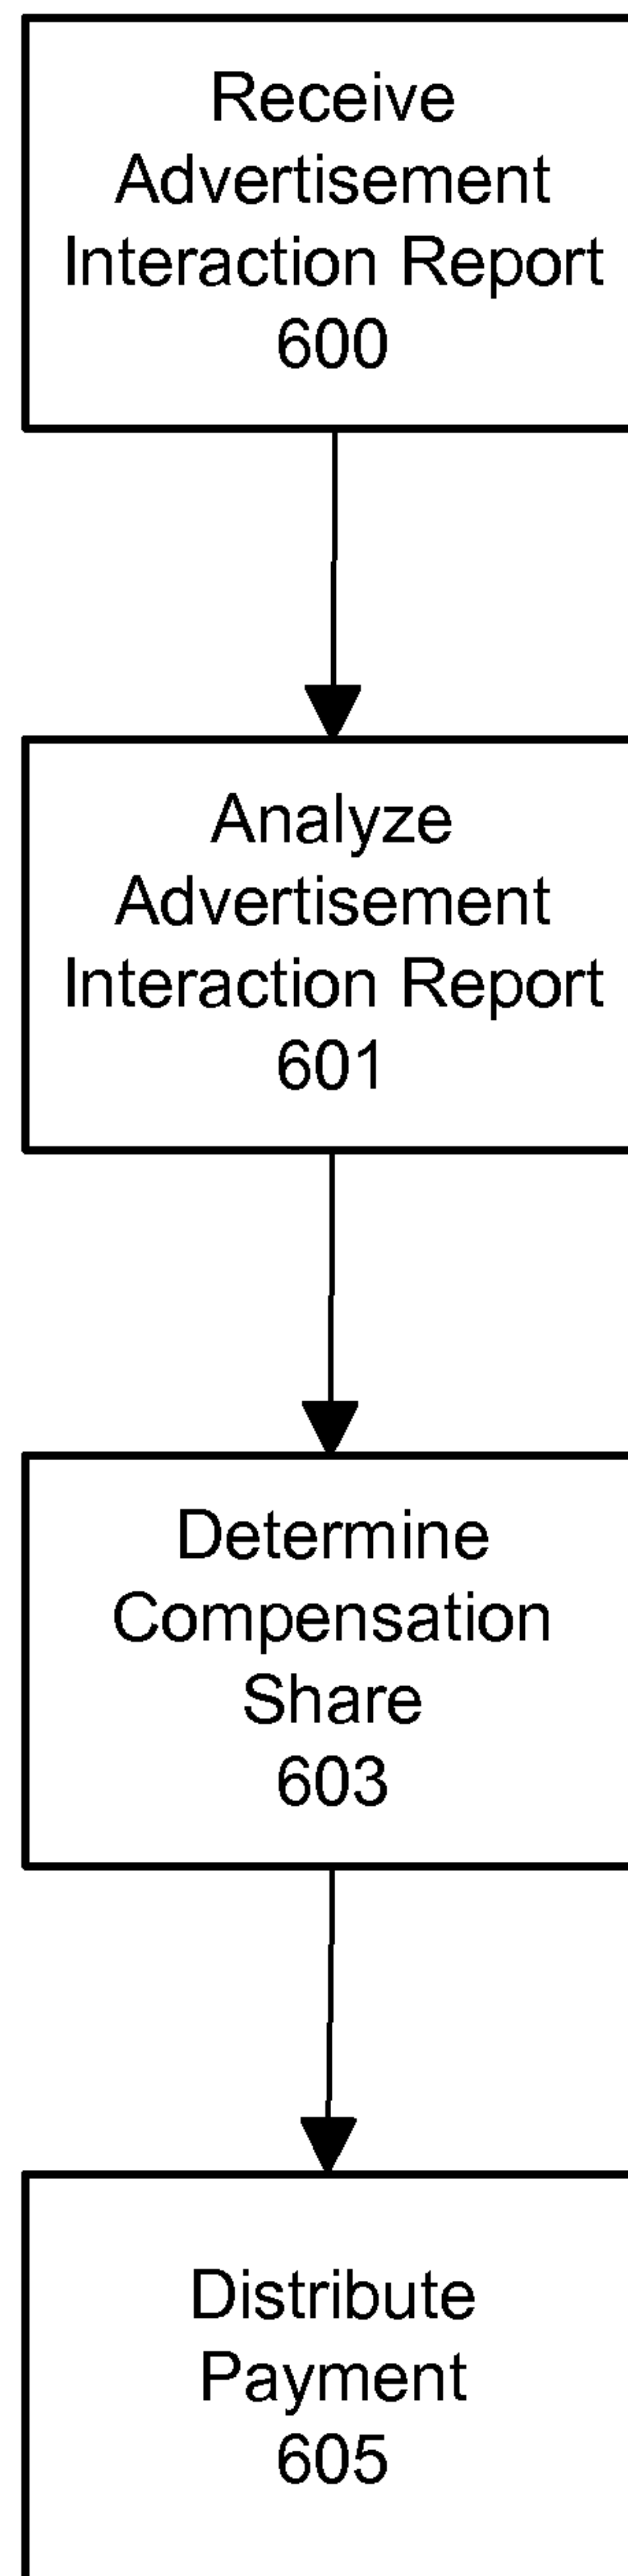 Receive
Advertisement
Interaction Report
600
Analyze
Advertisement
Interaction Report
601
Determine
Compensation
Share
603
Distribute
Payment
605